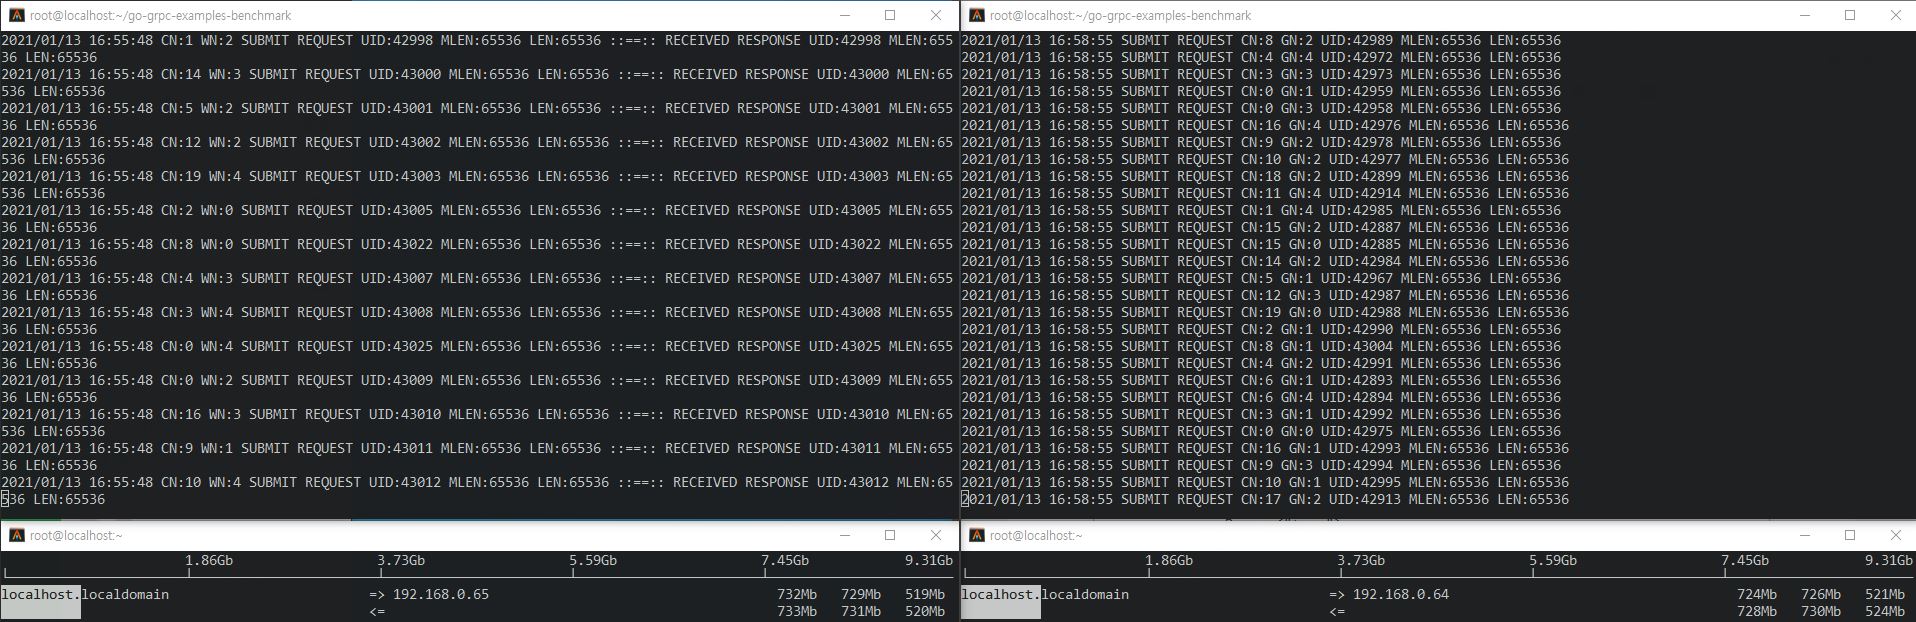 root@localhost:~/go-grpc-examples-benchmark
2021/01/13 16:55:48 CN:1 WN:2 SUBMIT REQUEST UID:42998 MLEN:65536 LEN:65536 ::==:: RECEIVED RESPONSE UID:42998 MLEN:655
36 LEN:65536
2021/01/13 16:55:48 CN:14 WN:3 SUBMIT REQUEST UID:43000 MLEN:65536 LEN:65536 ::==:: RECEIVED RESPONSE UID:43000 MLEN:65
536 LEN:65536
2021/01/13 16:55:48 CN:5 WN:2 SUBMIT REQUEST UID:43001 MLEN:65536 LEN:65536 ::==:: RECEIVED RESPONSE UID:43001 MLEN:655
36 LEN:65536
2021/01/13 16:55:48 CN:12 WN:2 SUBMIT REQUEST UID:43002 MLEN:65536 LEN:65536 ::==:: RECEIVED RESPONSE UID:43002 MLEN:65
536 LEN:65536
2021/01/13 16:55:48 CN:19 WN:4 SUBMIT REQUEST UID:43003 MLEN:65536 LEN:65536 ::==:: RECEIVED RESPONSE UID:43003 MLEN:65
536 LEN:65536
2021/01/13 16:55:48 CN:2 WN:0 SUBMIT REQUEST UID:43005 MLEN:65536 LEN:65536 ::==:: RECEIVED RESPONSE UID:43005 MLEN:655
36 LEN:65536
2021/01/13 16:55:48 CN:8 WN:0 SUBMIT REQUEST UID:43022 MLEN:65536 LEN:65536 ::==:: RECEIVED RESPONSE UID:43022 MLEN:655
36 LEN:65536
2021/01/13 16:55:48 CN:4 WN:3 SUBMIT REQUEST UID:43007 MLEN:65536 LEN:65536 ::==:: RECEIVED RESPONSE UID:43007 MLEN:655
36 LEN:65536
2021/01/13 16:55:48 CN:3 WN:4 SUBMIT REQUEST UID:43008 MLEN:65536 LEN:65536 ::==:: RECEIVED RESPONSE UID:43008 MLEN:655
36 LEN:65536
2021/01/13 16:55:48 CN:0 WN:4 SUBMIT REQUEST UID:43025 MLEN:65536 LEN:65536 ::==:: RECEIVED RESPONSE UID:43025 MLEN:655
36 LEN:65536
2021/01/13 16:55:48 CN:0 WN:2 SUBMIT REQUEST UID:43009 MLEN:65536 LEN:65536 ::==:: RECEIVED RESPONSE UID:43009 MLEN:655
36 LEN:65536
2021/01/13 16:55:48 CN:16 WN:3 SUBMIT REQUEST UID:43010 MLEN:65536 LEN:65536 ::==:: RECEIVED RESPONSE UID:43010 MLEN:65
536 LEN:65536
2021/01/13 16:55:48 CN:9 WN:1 SUBMIT REQUEST UID:43011 MLEN:65536 LEN:65536 ::==:: RECEIVED RESPONSE UID:43011 MLEN:655
36 LEN:65536
2021/01/13 16:55:48 CN:10 WN:4 SUBMIT REQUEST UID:43012 MLEN:65536 LEN:65536 ::==:: RECEIVED RESPONSE UID:43012 MLEN:65
536 LEN:65536
root@localhost:~/go-grpc-examples-benchmark
2021/01/13 16:58:55 SUBMIT REQUEST CN:8 GN:2 UID:42989 MLEN:65536 LEN:65536
2021/01/13 16:58:55 SUBMIT REQUEST CN:4 GN:4 UID:42972 MLEN:65536 LEN:65536
2021/01/13 16:58:55 SUBMIT REQUEST CN:3 GN:3 UID:42973 MLEN:65536 LEN:65536
2021/01/13 16:58:55 SUBMIT REQUEST CN:0 GN:1 UID:42959 MLEN:65536 LEN:65536
2021/01/13 16:58:55 SUBMIT REQUEST CN:0 GN:3 UID:42958 MLEN:65536 LEN:65536
2021/01/13 16:58:55 SUBMIT REQUEST CN:16 GN:4 UID:42976 MLEN:65536 LEN:65536
2021/01/13 16:58:55 SUBMIT REQUEST CN:9 GN:2 UID:42978 MLEN:65536 LEN:65536
2021/01/13 16:58:55 SUBMIT REQUEST CN:10 GN:2 UID:42977 MLEN:65536 LEN:65536
2021/01/13 16:58:55 SUBMIT REQUEST CN:18 GN:2 UID:42899 MLEN:65536 LEN:65536
2021/01/13 16:58:55 SUBMIT REQUEST CN:11 GN:4 UID:42914 MLEN:65536 LEN:65536
2021/01/13 16:58:55 SUBMIT REQUEST CN:1 GN:4 UID:42985 MLEN:65536 LEN:65536
2021/01/13 16:58:55 SUBMIT REQUEST CN:15 GN:2 UID:42887 MLEN:65536 LEN:65536
2021/01/13 16:58:55 SUBMIT REQUEST CN:15 GN:0 UID:42885 MLEN:65536 LEN:65536
2021/01/13 16:58:55 SUBMIT REQUEST CN:14 GN:2 UID:42984 MLEN:65536 LEN:65536
2021/01/13 16:58:55 SUBMIT REQUEST CN:5 GN:1 UID:42967 MLEN:65536 LEN:65536
2021/01/13 16:58:55 SUBMIT REQUEST CN:12 GN:3 UID:42987 MLEN:65536 LEN:65536
2021/01/13 16:58:55 SUBMIT REQUEST CN:19 GN:0 UID:42988 MLEN:65536 LEN:65536
2021/01/13 16:58:55 SUBMIT REQUEST CN:2 GN:1 UID:42990 MLEN:65536 LEN:65536
2021/01/13 16:58:55 SUBMIT REQUEST CN:8 GN:1 UID:43004 MLEN:65536 LEN:65536
2021/01/13 16:58:55 SUBMIT REQUEST CN:4 GN:2 UID:42991 MLEN:65536 LEN:65536
2021/01/13 16:58:55 SUBMIT REQUEST CN:6 GN:1 UID:42893 MLEN:65536 LEN:65536
2021/01/13 16:58:55 SUBMIT REQUEST CN:6 GN:4 UID:42894 MLEN:65536 LEN:65536
2021/01/13 16:58:55 SUBMIT REQUEST CN:3 GN:1 UID:42992 MLEN:65536 LEN:65536
2021/01/13 16:58:55 SUBMIT REQUEST CN:0 GN:0 UID:42975 MLEN:65536 LEN:65536
2021/01/13 16:58:55 SUBMIT REQUEST CN:16 GN:1 UID:42993 MLEN:65536 LEN:65536
2021/01/13 16:58:55 SUBMIT REQUEST CN:9 GN:3 UID:42994 MLEN:65536 LEN:65536
2021/01/13 16:58:55 SUBMIT REQUEST CN:10 GN:1 UID:42995 MLEN:65536 LEN:65536
2021/01/13 16:58:55 SUBMIT REQUEST CN:17 GN:2 UID:42913 MLEN:65536 LEN:65536
root@localhost:~
1.86Gb 3.73Gb 5.59Gb 7.45Gb 9.31Gb
localhost.localdomain => 192.168.0.65 732Mb 729Mb 519Mb
<= 733Mb 731Mb 520Mb
root@localhost:~
1.86Gb 3.73Gb 5.59Gb 7.45Gb 9.31Gb
localhost.localdomain => 192.168.0.64 724Mb 726Mb 521Mb
<= 728Mb 730Mb 524Mb